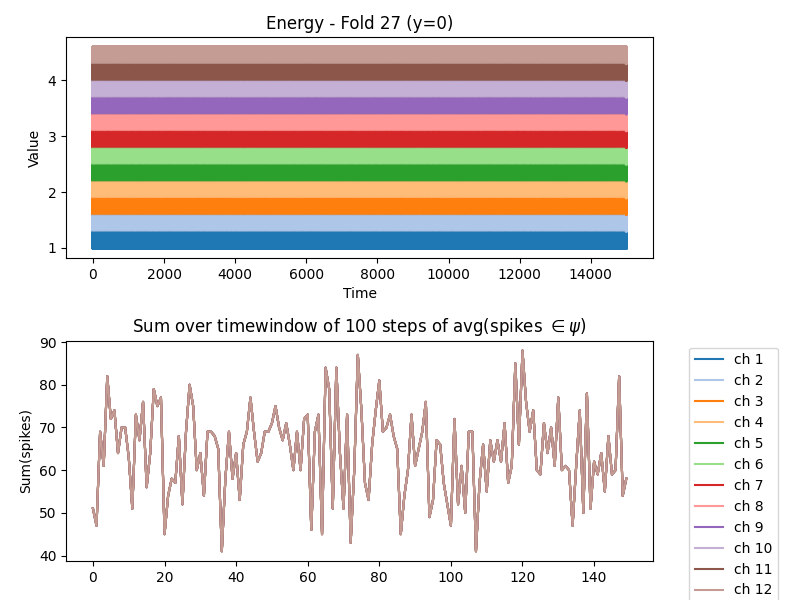 Energy - Fold 27 (y=0)
Value
4
3
2
1
0 2000 4000 6000 8000 10000 12000 14000
Time
Sum over timewindow of 100 steps of avg(spikes ∈ψ)
Sum(spikes)
90
80
70
60
50
40
0 20 40 60 80 100 120 140
ch 1
ch 2
ch 3
ch 4
ch 5
ch 6
ch 7
ch 8
ch 9
ch 10
ch 11
ch 12